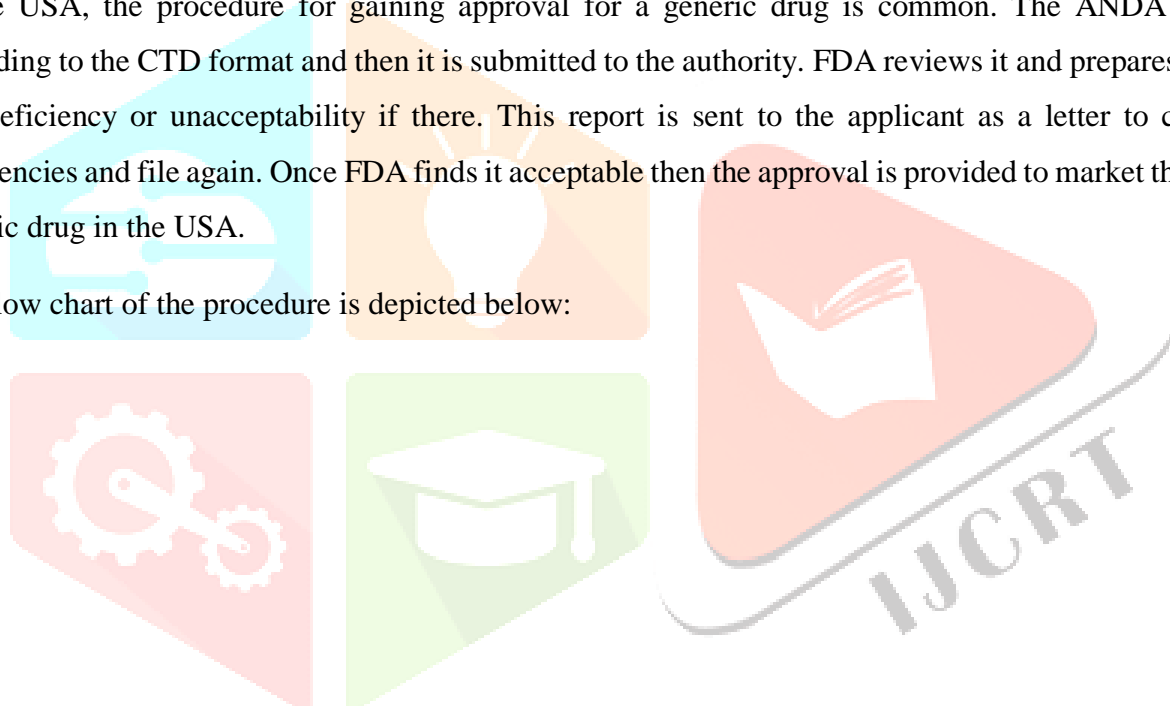 USA, the procedure for gaining approval for a generic drug is common. The ANDA
ding to the CTD format and then it is submitted to the authority. FDA reviews it and prepares
eficiency or unacceptability if there. This report is sent to the applicant as a letter to
encies and file again. Once FDA finds it acceptable then the approval is provided to market th
ic drug in the USA.
low chart of the procedure is depicted below:
IJCRT